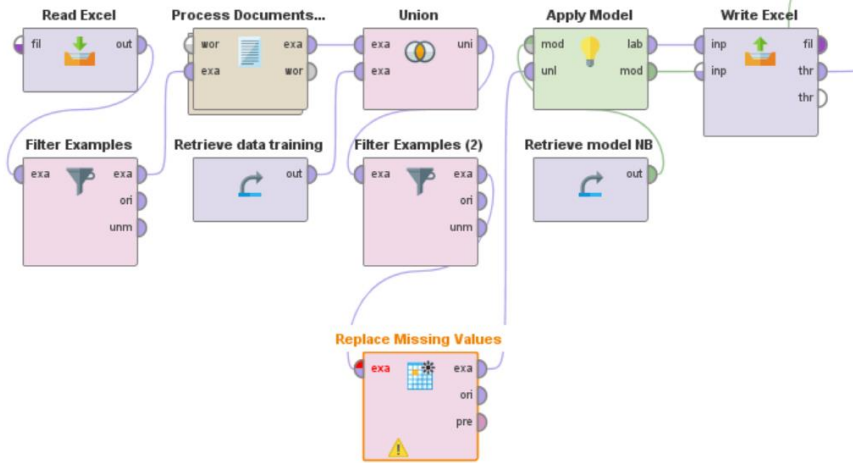 Read Excel
fil
out
Process Documents...
wor
exa
exa
wor
Union
exa
uni
exa
Apply Model
mod
lab
unl
mod
Write Excel
inp
fil
inp
thr
thr
Filter Examples
exa
exa
ori
unm
Retrieve data training
out
Filter Examples (2)
exa
exa
ori
unm
Retrieve model NB
out
Replace Missing Values
exa
exa
ori
pre